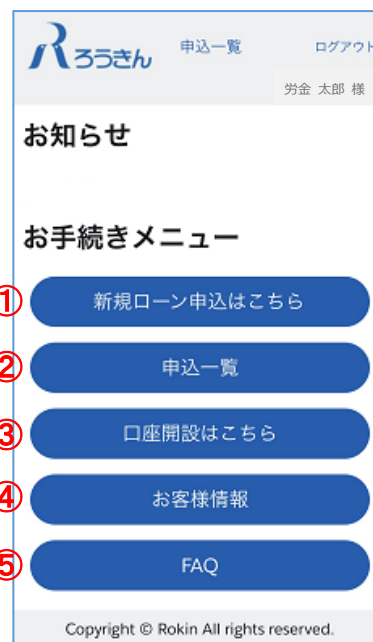 ろうきん 申込一覧 ログアウト
労金 太郎 様
お知らせ
お手続きメニュー
① 新規ローン申込はこちら
② 申込一覧
③ 口座開設はこちら
④ お客様情報
⑤ FAQ
Copyright © Rokin All rights reserved.